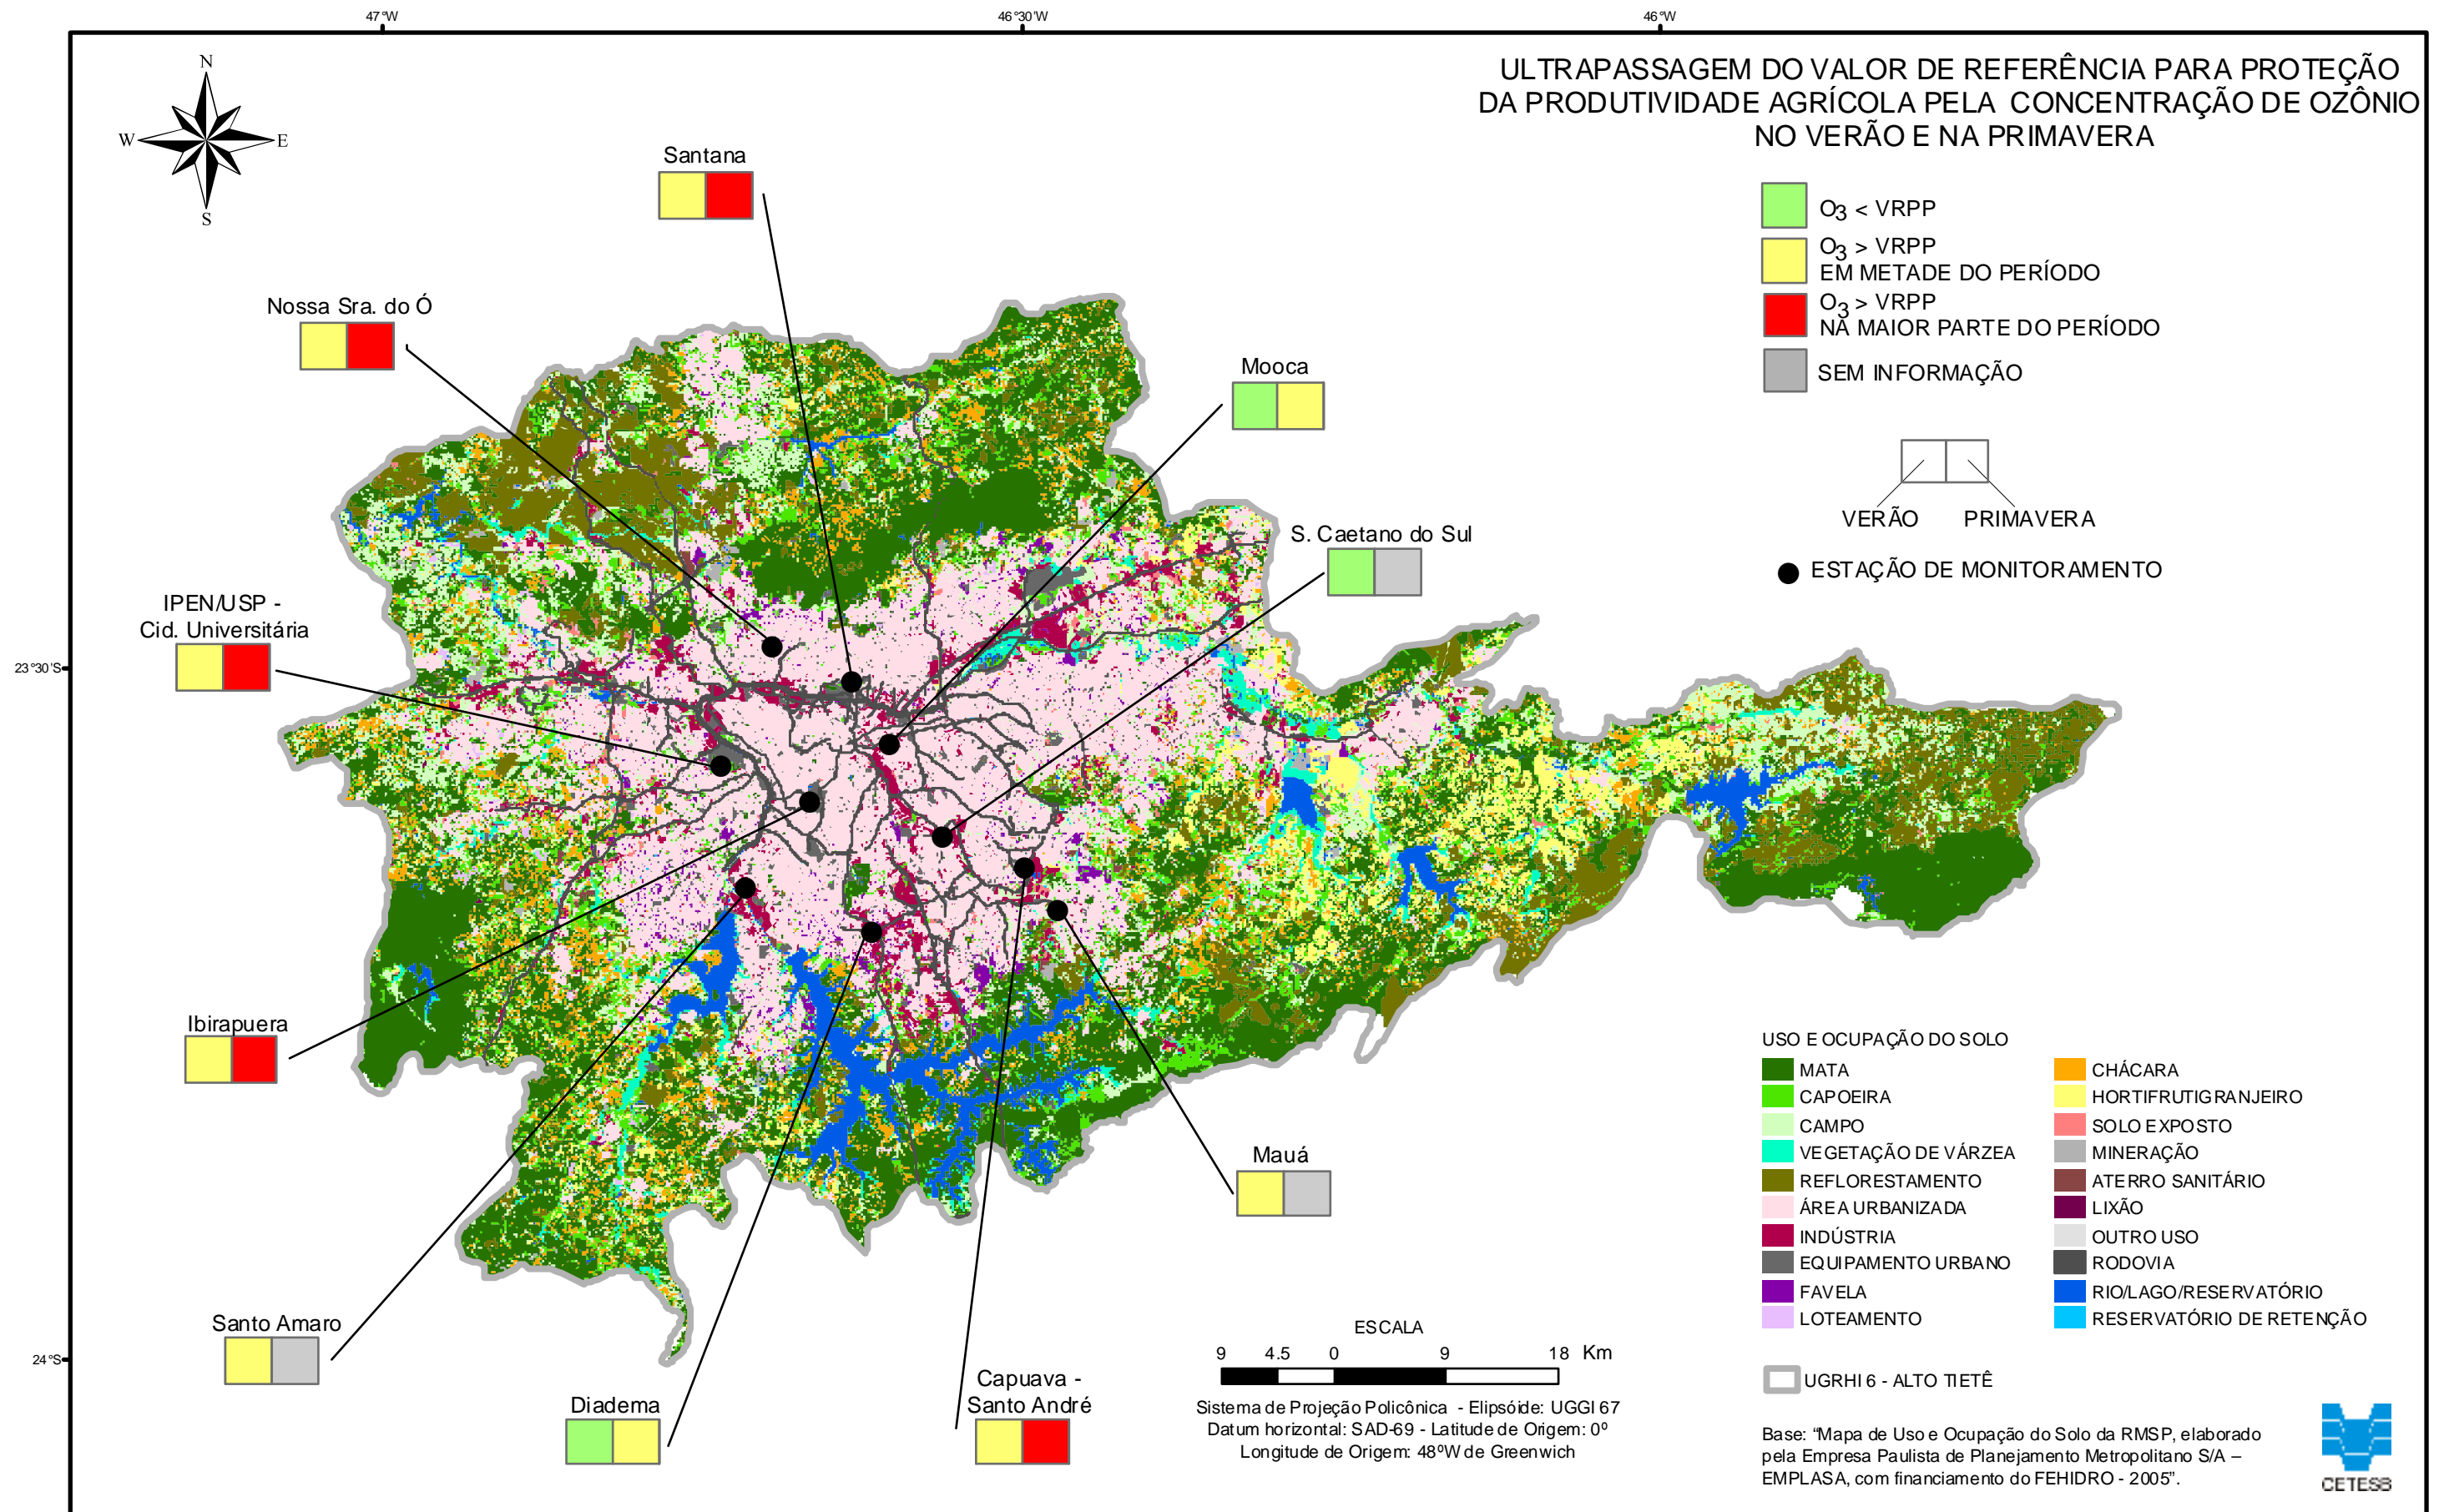 47°W
46°30'W
46°W
ULTRAPASSAGEM DO VALOR DE REFERÊNCIA PARA PROTEÇÃO
DA PRODUTIVIDADE AGRÍCOLA PELA CONCENTRAÇÃO DE OZÔNIO
NO VERÃO E NA PRIMAVERA
N
W
E
S
Santana
O3 < VRPP
O3 > VRPP
EM METADE DO PERÍODO
O3 > VRPP
NA MAIOR PARTE DO PERÍODO
SEM INFORMAÇÃO
Nossa Sra. do Ó
Mooca
VERÃO
PRIMAVERA
S. Caetano do Sul
ESTAÇÃO DE MONITORAMENTO
IPEN/USP -
Cid. Universitária
23°30'S
Ibirapuera
USO E OCUPAÇÃO DO SOLO
MATA
CAPOEIRA
CAMPO
VEGETAÇÃO DE VÁRZEA
REFLORESTAMENTO
ÁREA URBANIZADA
INDÚSTRIA
EQUIPAMENTO URBANO
FAVELA
LOTEAMENTO
CHÁCARA
HORTIFRUTIGRANJEIRO
SOLO EXPOSTO
MINERAÇÃO
ATERRO SANITÁRIO
LIXÃO
OUTRO USO
RODOVIA
RIO/LAGO/RESERVATÓRIO
RESERVATÓRIO DE RETENÇÃO
Mauá
Santo Amaro
24°S
Diadema
Capuava -
Santo André
ESCALA
9 4.5 0 9 18 Km
Sistema de Projeção Policônica - Elipsóide: UGGI 67
Datum horizontal: SAD-69 - Latitude de Origem: 0º
Longitude de Origem: 48ºW de Greenwich
UGRHI 6 - ALTO TIETÊ
Base: “Mapa de Uso e Ocupação do Solo da RMSP, elaborado
pela Empresa Paulista de Planejamento Metropolitano S/A –
EMPLASA, com financiamento do FEHIDRO - 2005”.
CETESB